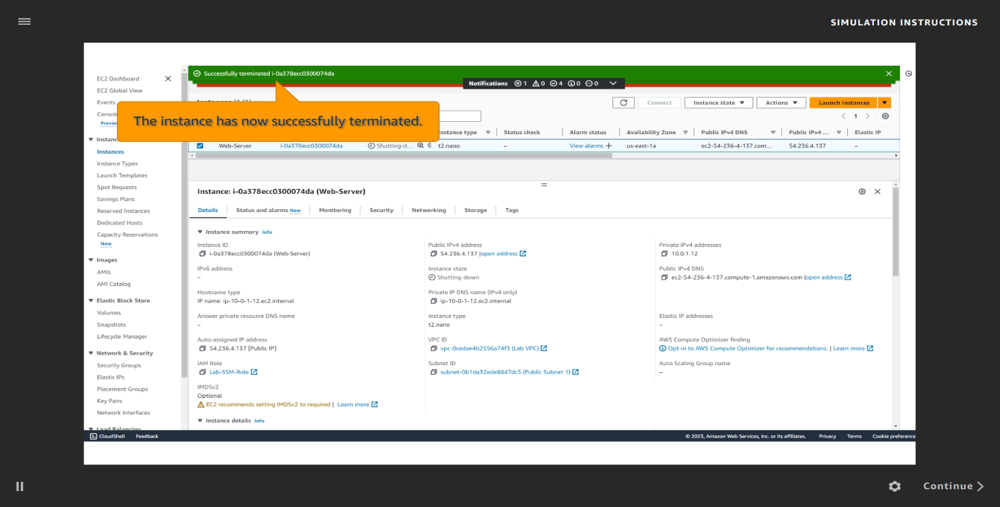 SIMULATION INSTRUCTIONS
EC2 Dashboard
EC2 Global View
Events
Console
Preview
Instances
Instance Types
Launch Templates
Spot Requests
Savings Plans
Reserved Instances
Dedicated Hosts
Capacity Reservations
New
Images
AMIs
AMI Catalog
Elastic Block Store
Volumes
Snapshots
Lifecycle Manager
Network & Security
Security Groups
Elastic IPs
Placement Groups
Key Pairs
Network Interfaces
Load Balancing
Successfully terminated i-0a378ecc0300074da
Notifications 1 0 4 0 0
The instance has now successfully terminated.
Connect Instance state Actions Launch instances
1
Instance type Status check Alarm status Availability Zone Public IPv4 DNS Public IPv4 ... Elastic IP
Web-Server i-0a378ecc0300074da Shutting-d... t2.nano – View alarms + us-east-1a ec2-54-236-4-137.com... 54.236.4.137 –
Instance: i-0a378ecc0300074da (Web-Server)
Details Status and alarms New Monitoring Security Networking Storage Tags
Instance summary Info
Instance ID Public IPv4 address Private IPv4 addresses
i-0a378ecc0300074da (Web-Server) 54.236.4.137 |open address 10.0.1.12
IPv6 address Instance state Public IPv4 DNS
– Shutting-down ec2-54-236-4-137.compute-1.amazonaws.com |open address
Hostname type Private IP DNS name (IPv4 only)
IP name: ip-10-0-1-12.ec2.internal ip-10-0-1-12.ec2.internal
Answer private resource DNS name Instance type Elastic IP addresses
– t2.nano –
Auto-assigned IP address VPC ID AWS Compute Optimizer finding
54.236.4.137 [Public IP] vpc-0cedae4b2556a74f3 (Lab VPC) Opt-in to AWS Compute Optimizer for recommendations. | Learn more
IAM Role Subnet ID Auto Scaling Group name
Lab-SSM-Role subnet-0b1da32ede8847dc5 (Public Subnet 1) –
IMDSv2
Optional
EC2 recommends setting IMDSv2 to required | Learn more
Instance details Info
CloudShell Feedback © 2023, Amazon Web Services, Inc. or its affiliates. Privacy Terms Cookie preference
Continue